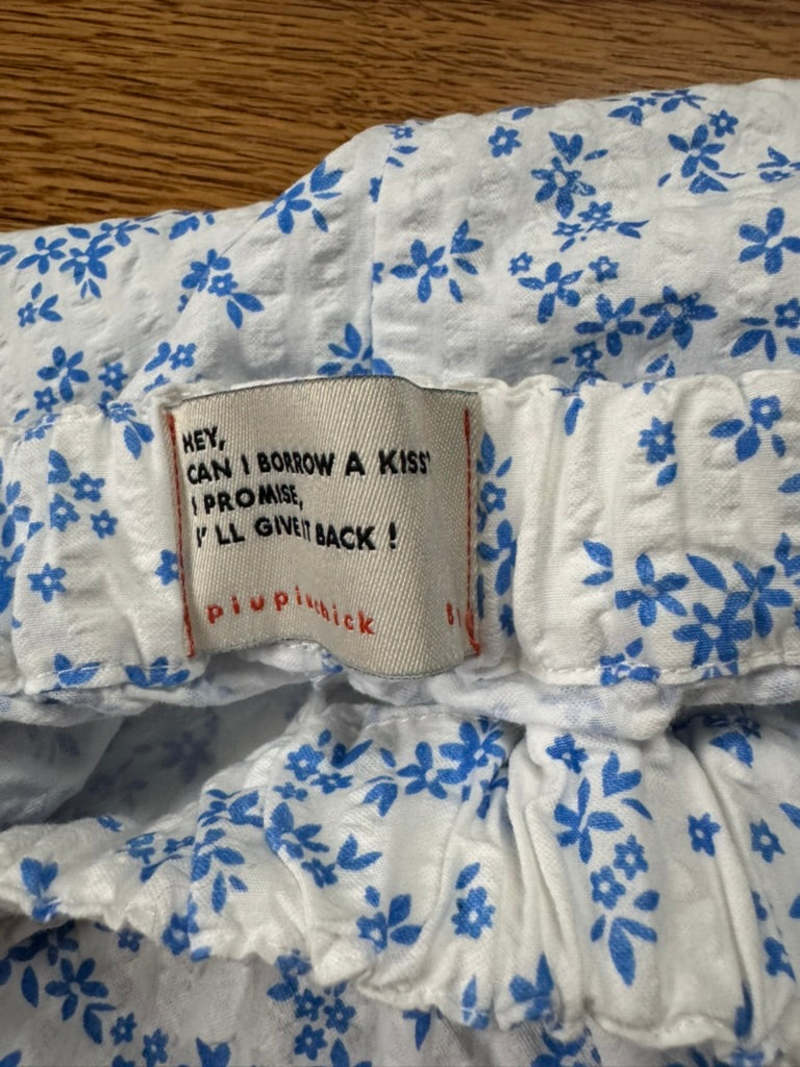 HEY,
CAN I BORROW A KISS'
I PROMISE,
I' LL GIVE IT BACK !
piupiuchick